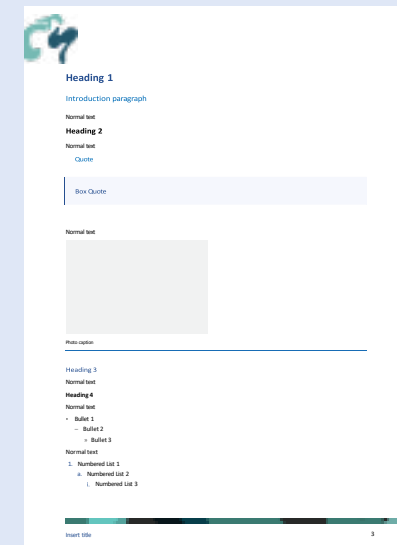 Heading 1
Introduction paragraph
Normal text
Heading 2
Normal text
Quote
Box Quote
Normal text
Photo caption
Heading 3
Normal text
Heading 4
Normal text
• Bullet 1
– Bullet 2
» Bullet 3
Normal text
1. Numbered List 1
a. Numbered List 2
i. Numbered List 3
Insert title 3